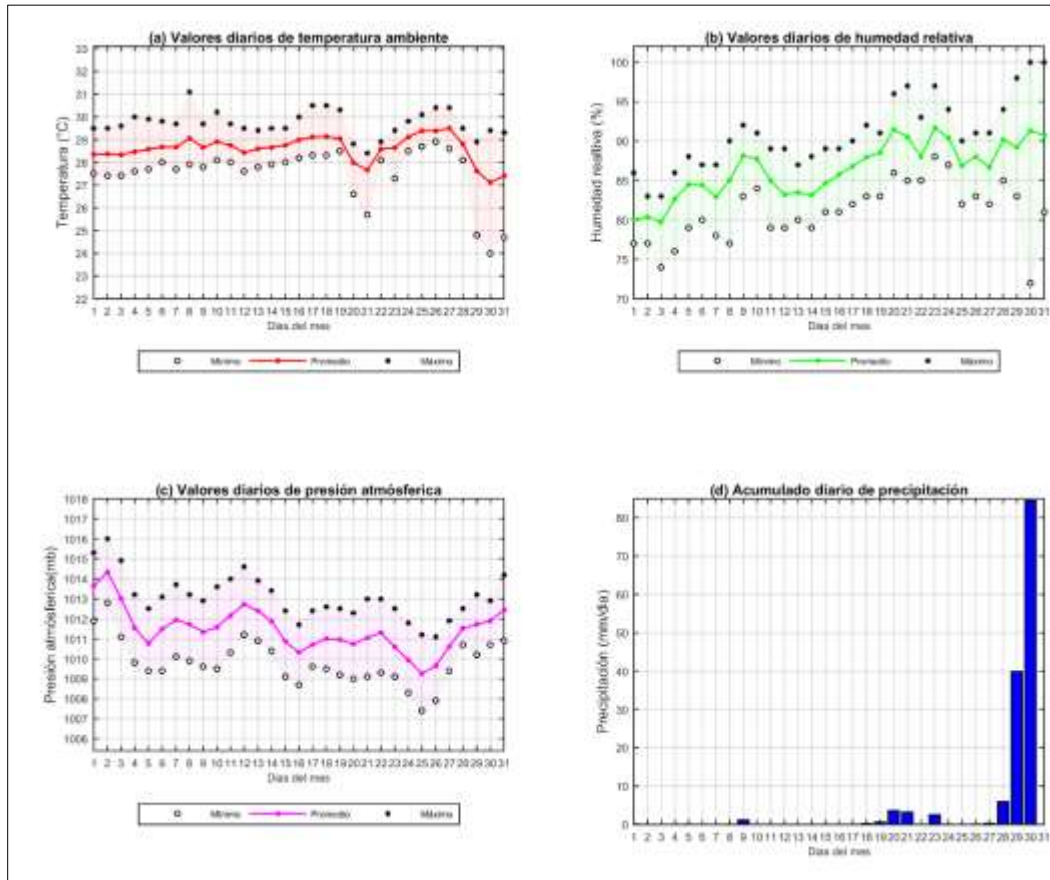 (a) Valores diarios de temperatura ambiente
Temperatura (°C)
33
32
31
30
29
28
27
26
25
24
23
22
1 2 3 4 5 6 7 8 9 10 11 12 13 14 15 16 17 18 19 20 21 22 23 24 25 26 27 28 29 30 31
Dias del mes
Mínimo Promedio Máximo
(b) Valores diarios de humedad relativa
Humedad realtiva (%)
100
95
90
85
80
75
70
1 2 3 4 5 6 7 8 9 10 11 12 13 14 15 16 17 18 19 20 21 22 23 24 25 26 27 28 29 30 31
Dias del mes
Mínimo Promedio Máximo
(c) Valores diarios de presión atmósferica
Presión atmósferica(mb)
1018
1017
1016
1015
1014
1013
1012
1011
1010
1009
1008
1007
1006
1 2 3 4 5 6 7 8 9 10 11 12 13 14 15 16 17 18 19 20 21 22 23 24 25 26 27 28 29 30 31
Dias del mes
Mínimo Promedio Máximo
(d) Acumulado diario de precipitación
Precipitación (mm/dia)
80
70
60
50
40
30
20
10
0
1 2 3 4 5 6 7 8 9 10 11 12 13 14 15 16 17 18 19 20 21 22 23 24 25 26 27 28 29 30 31
Dias del mes